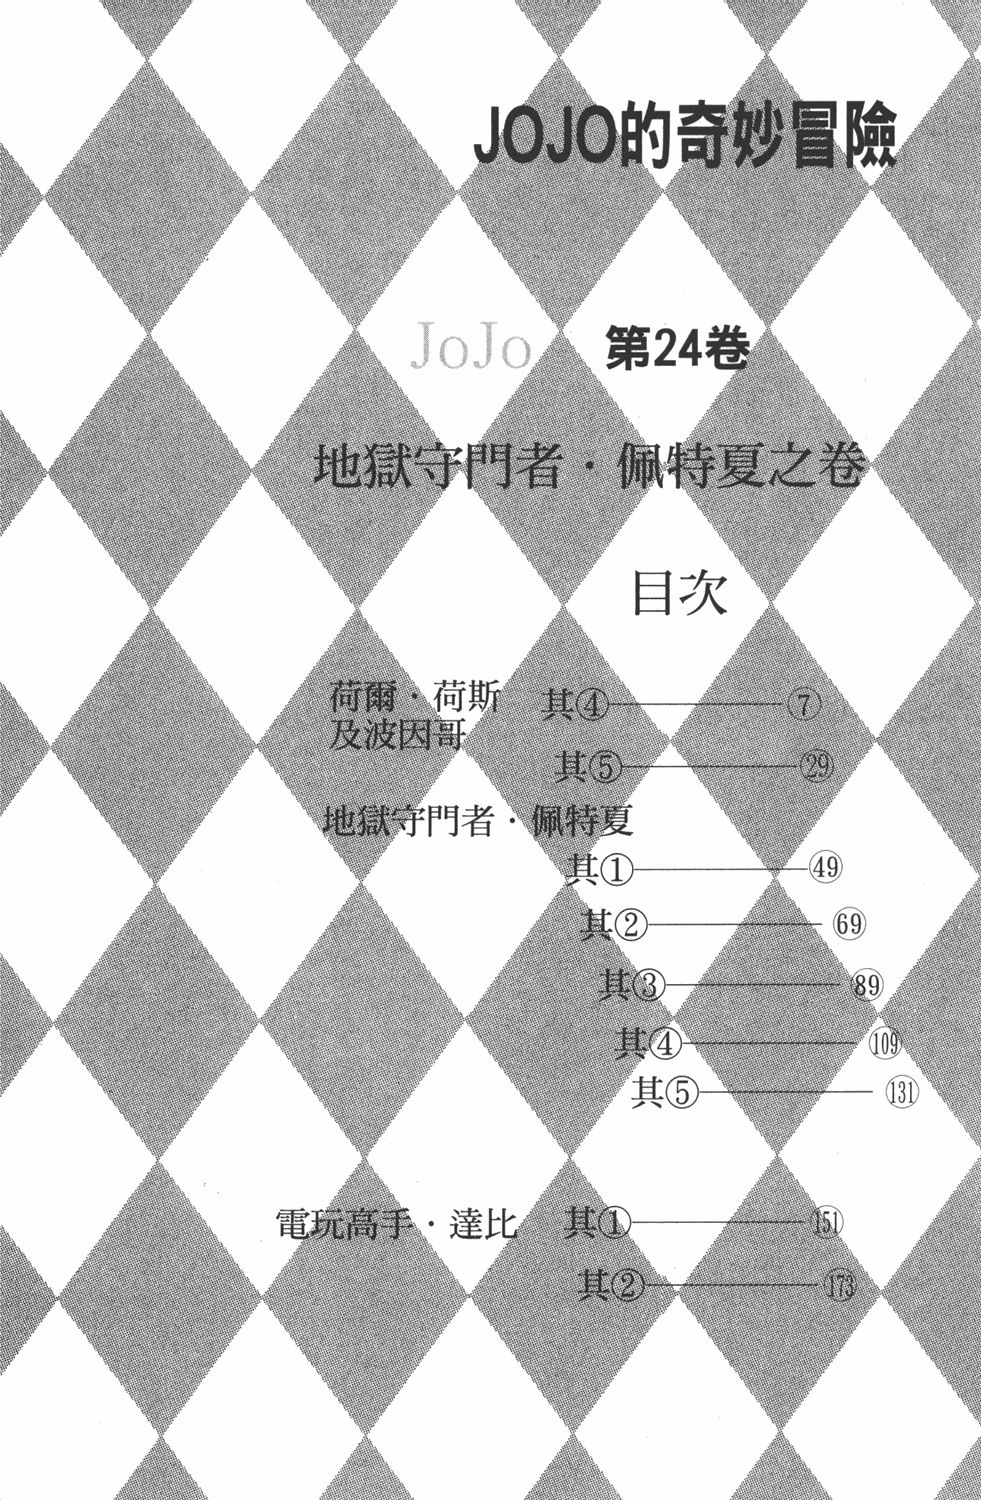 JOJO的奇妙冒險
JoJo 第24卷
地獄守門者・佩特夏之卷
目次
荷爾・荷斯 其④ ⑦
及波因哥
其⑤ ㉙
地獄守門者・佩特夏
其① ㊾
其② 69
其③ 89
其④ 109
其⑤ 131
電玩高手・達比 其① 151
其② 173